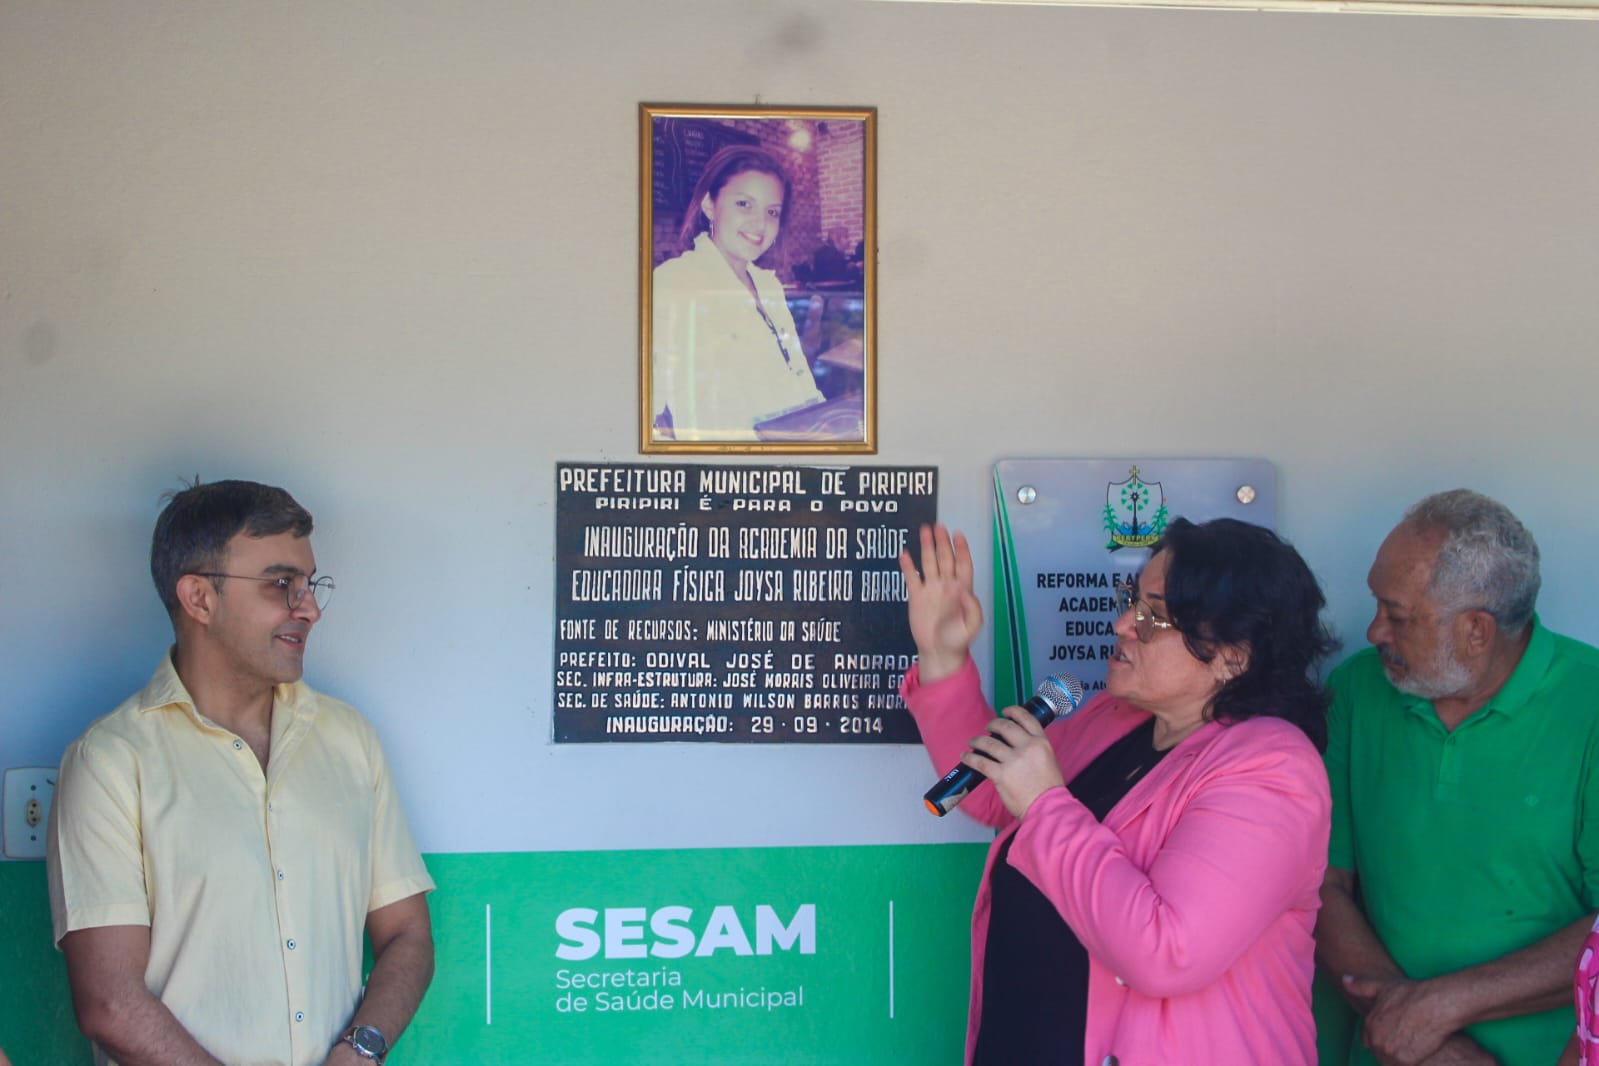 PREFEITURA MUNICIPAL DE PIRIPIRI
PIRIPIRI É PARA O POVO
INAUGURAÇÃO DA ACADEMIA DA SAÚDE
EDUCADORA FÍSICA JOYSA RIBEIRO
FONTE DE RECURSOS: MINISTÉRIO DA SAÚDE
PREFEITO: ODIVAL JOSÉ DE ANDRADE
SEC. INFRA-ESTRUTURA: JOSÉ MORAIS OLIVEIRA
SEC. DE SAÚDE: ANTONIO WILSON BARROS
INAUGURAÇÃO: 29 · 09 · 2014
REFORMA E
JOYSA
SESAM
Secretaria
de Saúde Municipal